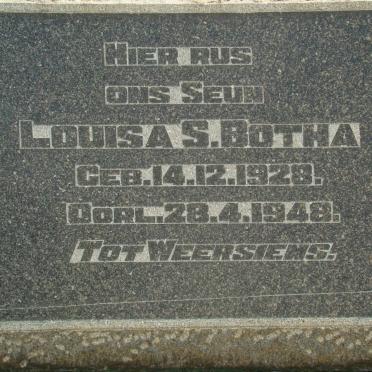 HIER RUS
ONS SEUN
LOUISA S. BOTHA
GEB. 14.12.1928.
OORL. 28.4.1948.
TOT WEERSIENS.